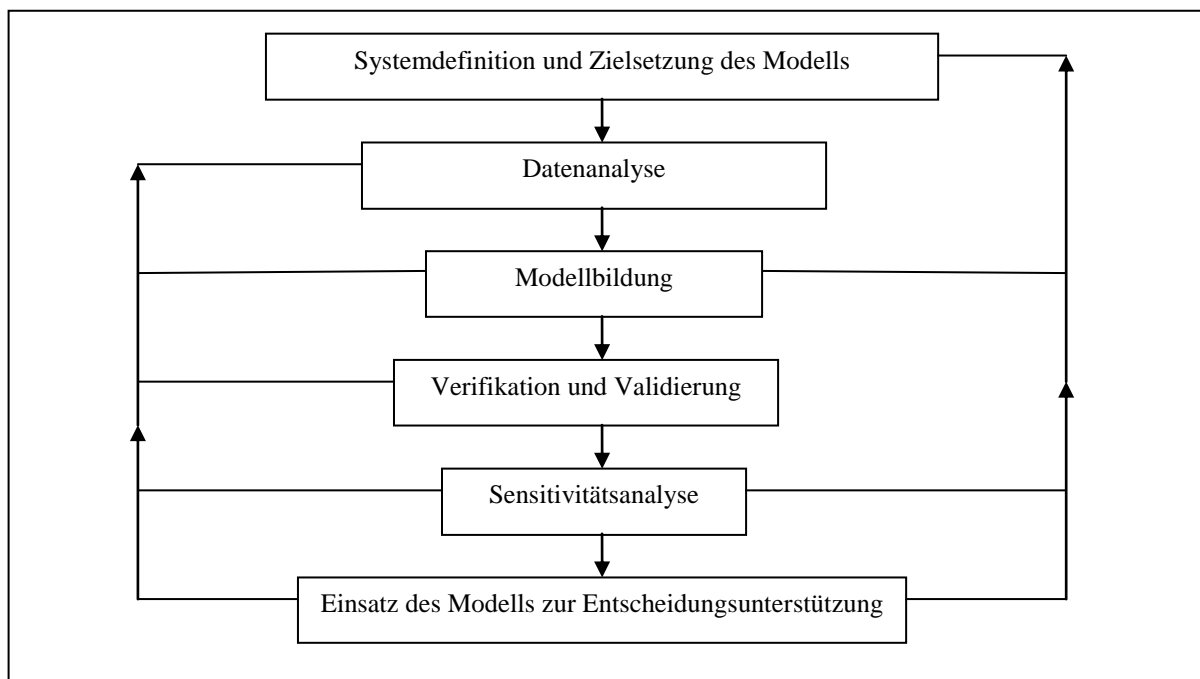 Systemdefinition und Zielsetzung des Modells
Datenanalyse
Modellbildung
Verifikation und Validierung
Sensitivitätsanalyse
Einsatz des Modells zur Entscheidungsunterstützung